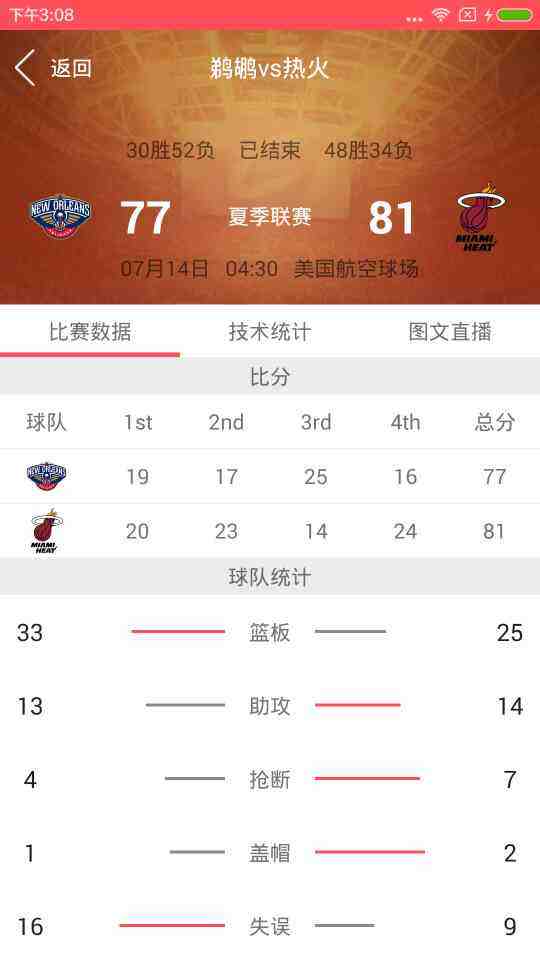 下午3:08
返回 鹈鹕vs热火
30胜52负 已结束 48胜34负
NEW ORLEANS 77 夏季联赛 81 MIAMI HEAT
07月14日 04:30 美国航空球场
比赛数据 技术统计 图文直播
比分
球队 1st 2nd 3rd 4th 总分
NEW ORLEANS 19 17 25 16 77
MIAMI HEAT 20 23 14 24 81
球队统计
33 篮板 25
13 助攻 14
4 抢断 7
1 盖帽 2
16 失误 9